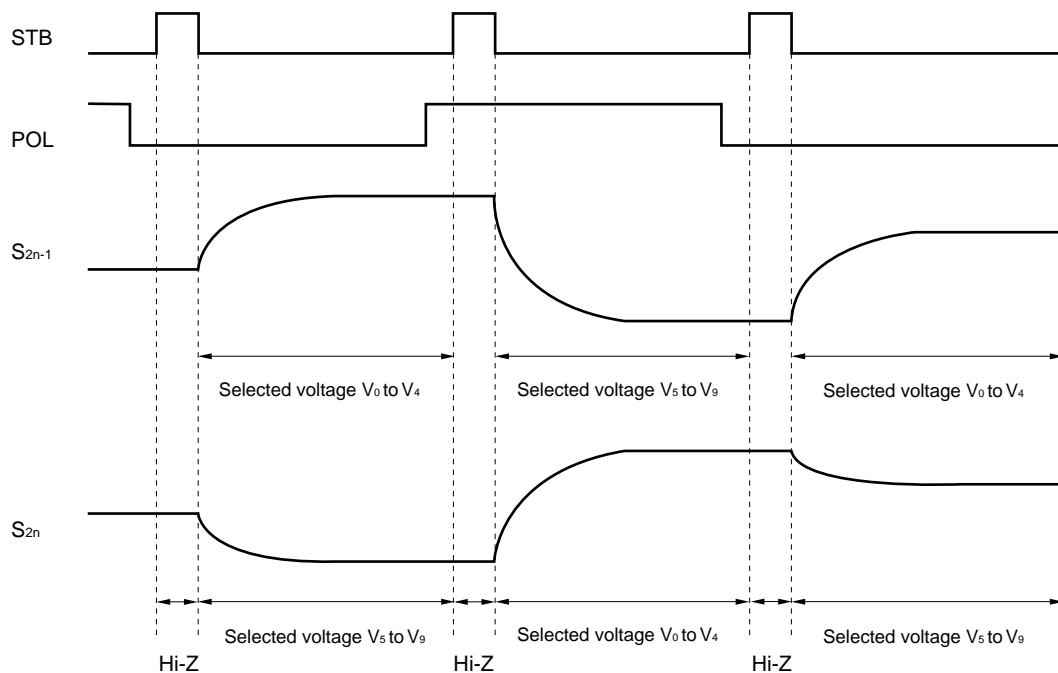 STB
POL
S2n-1
Selected voltage V0 to V4 Selected voltage V5 to V9 Selected voltage V0 to V4
S2n
Selected voltage V5 to V9 Selected voltage V0 to V4 Selected voltage V5 to V9
Hi-Z Hi-Z Hi-Z